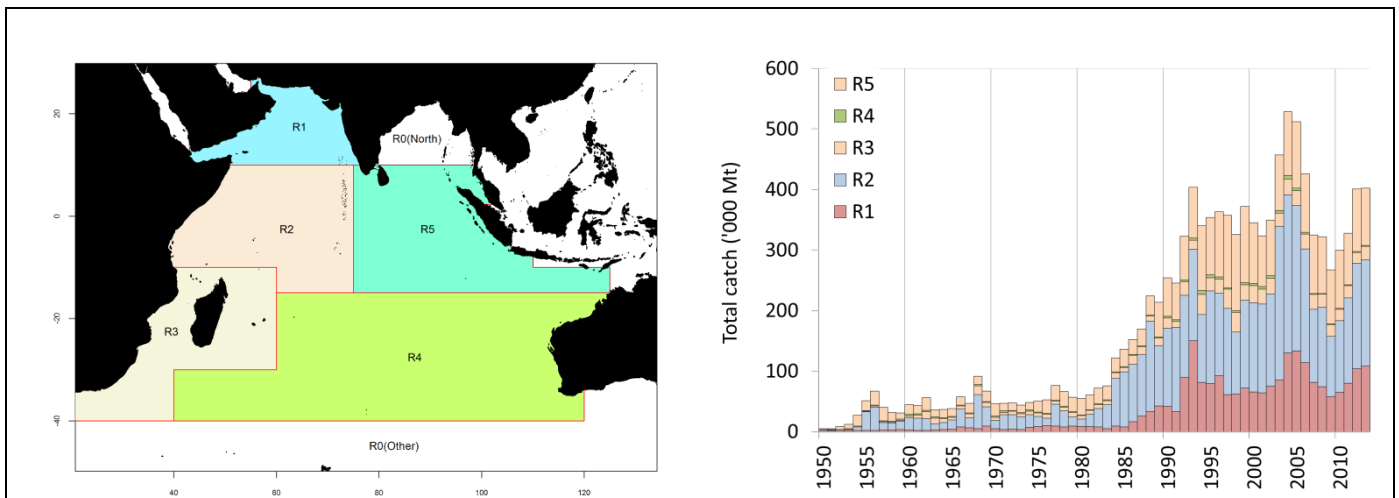 20
0
-20
-40
40
60
80
100
120
R1
R0(North)
R2
R5
R3
R4
R0(Other)
Total catch ('000 Mt)
600
500
400
300
200
100
0
R5
R4
R3
R2
R1
1950
1955
1960
1965
1970
1975
1980
1985
1990
1995
2000
2005
2010